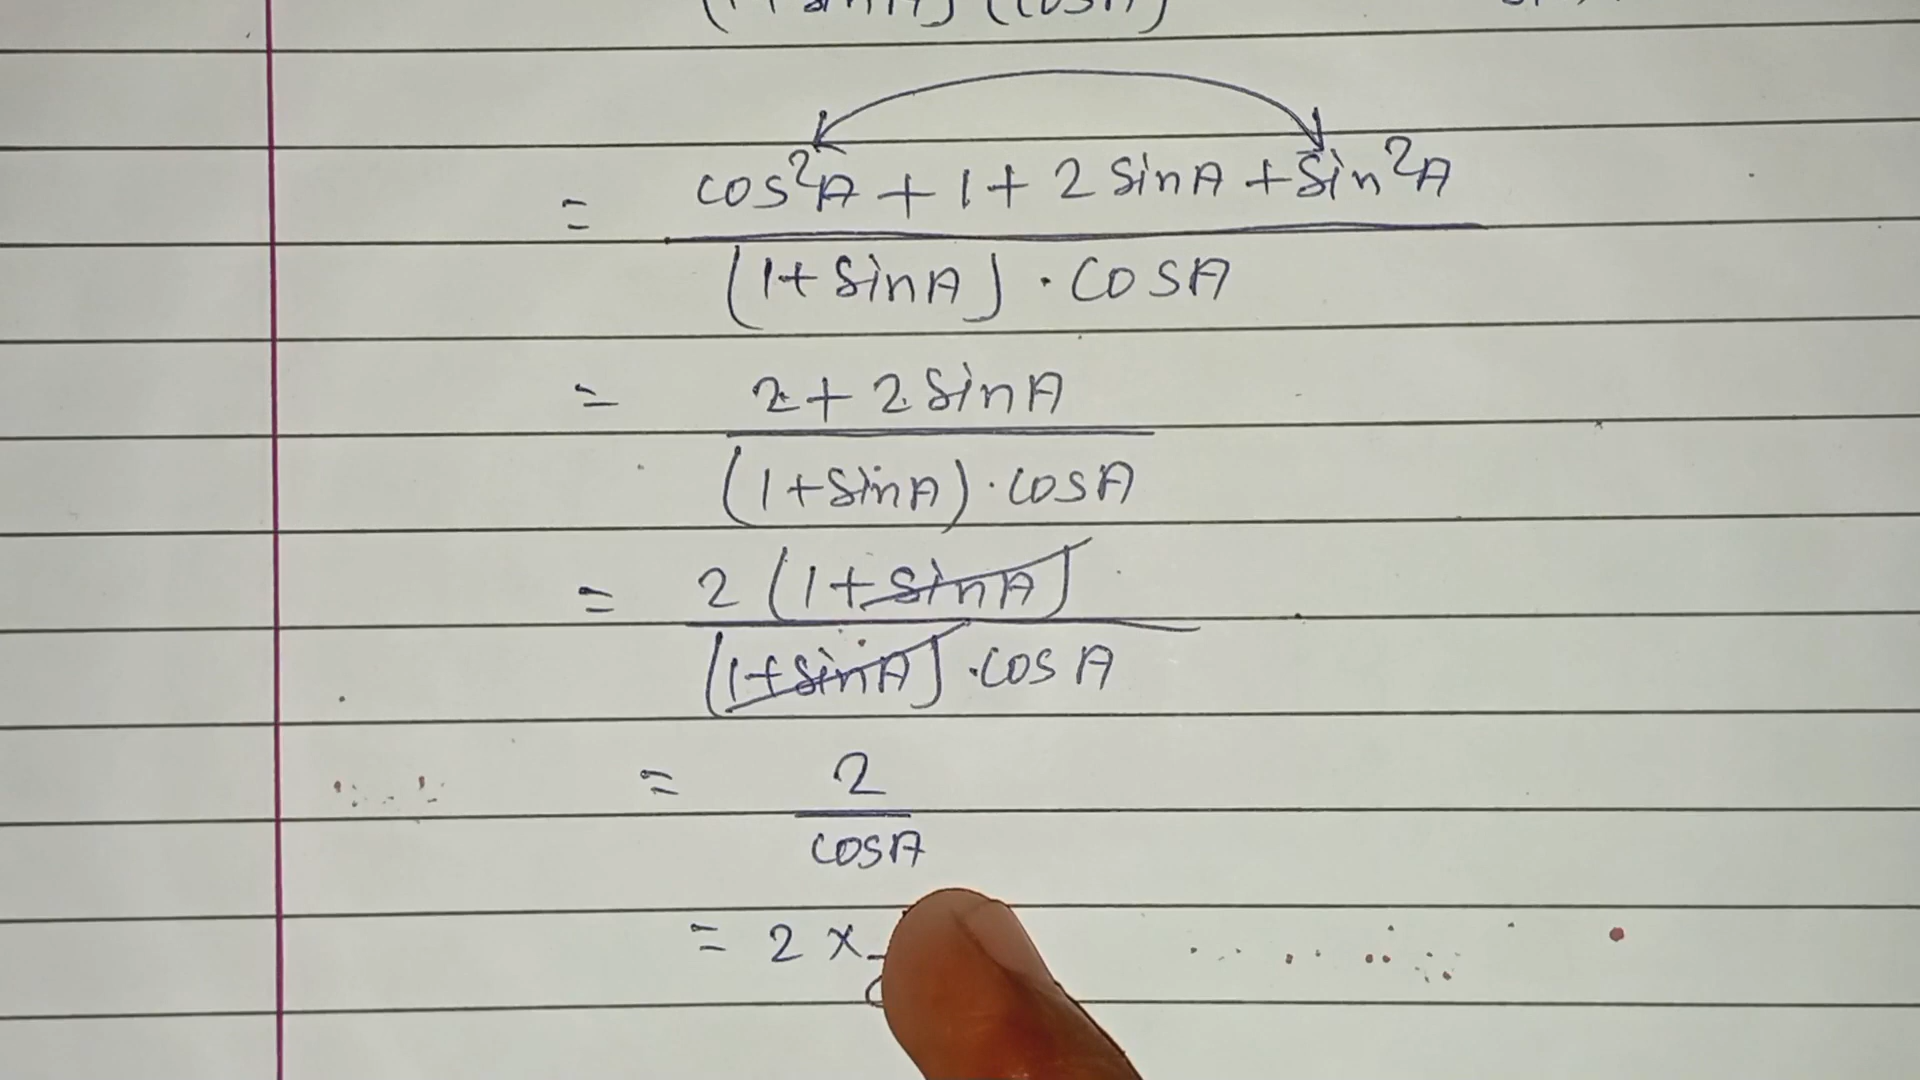 = cos²A + 1 + 2 sinA + sin²A
(1+ sinA) · cosA
= 2 + 2 sinA
(1+sinA) · cosA
= 2 (1+sinA)
(1+sinA) · cosA
= 2
cosA
= 2 ×